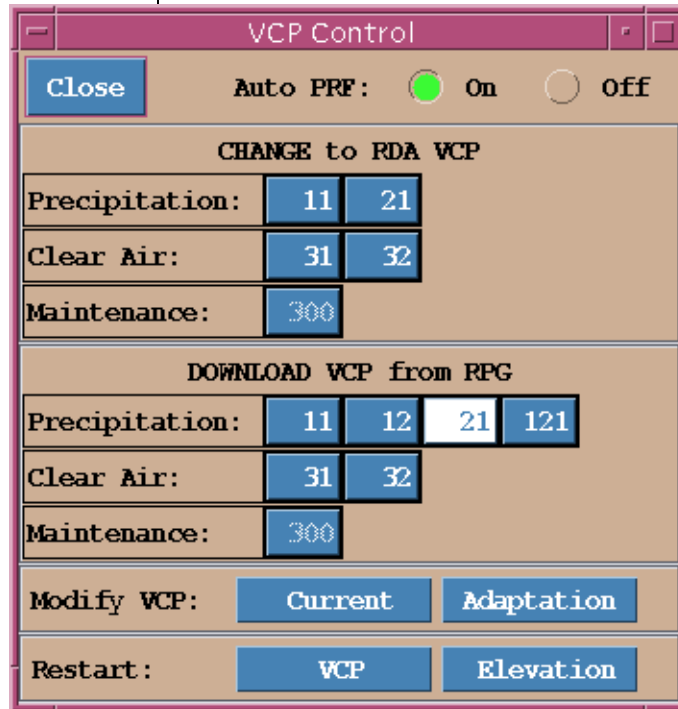 VCP Control
Close Auto PRF: On Off
CHANGE to RDA VCP
Precipitation: 11 21
Clear Air: 31 32
Maintenance: 300
DOWNLOAD VCP from RPG
Precipitation: 11 12 21 121
Clear Air: 31 32
Maintenance: 300
Modify VCP: Current Adaptation
Restart: VCP Elevation